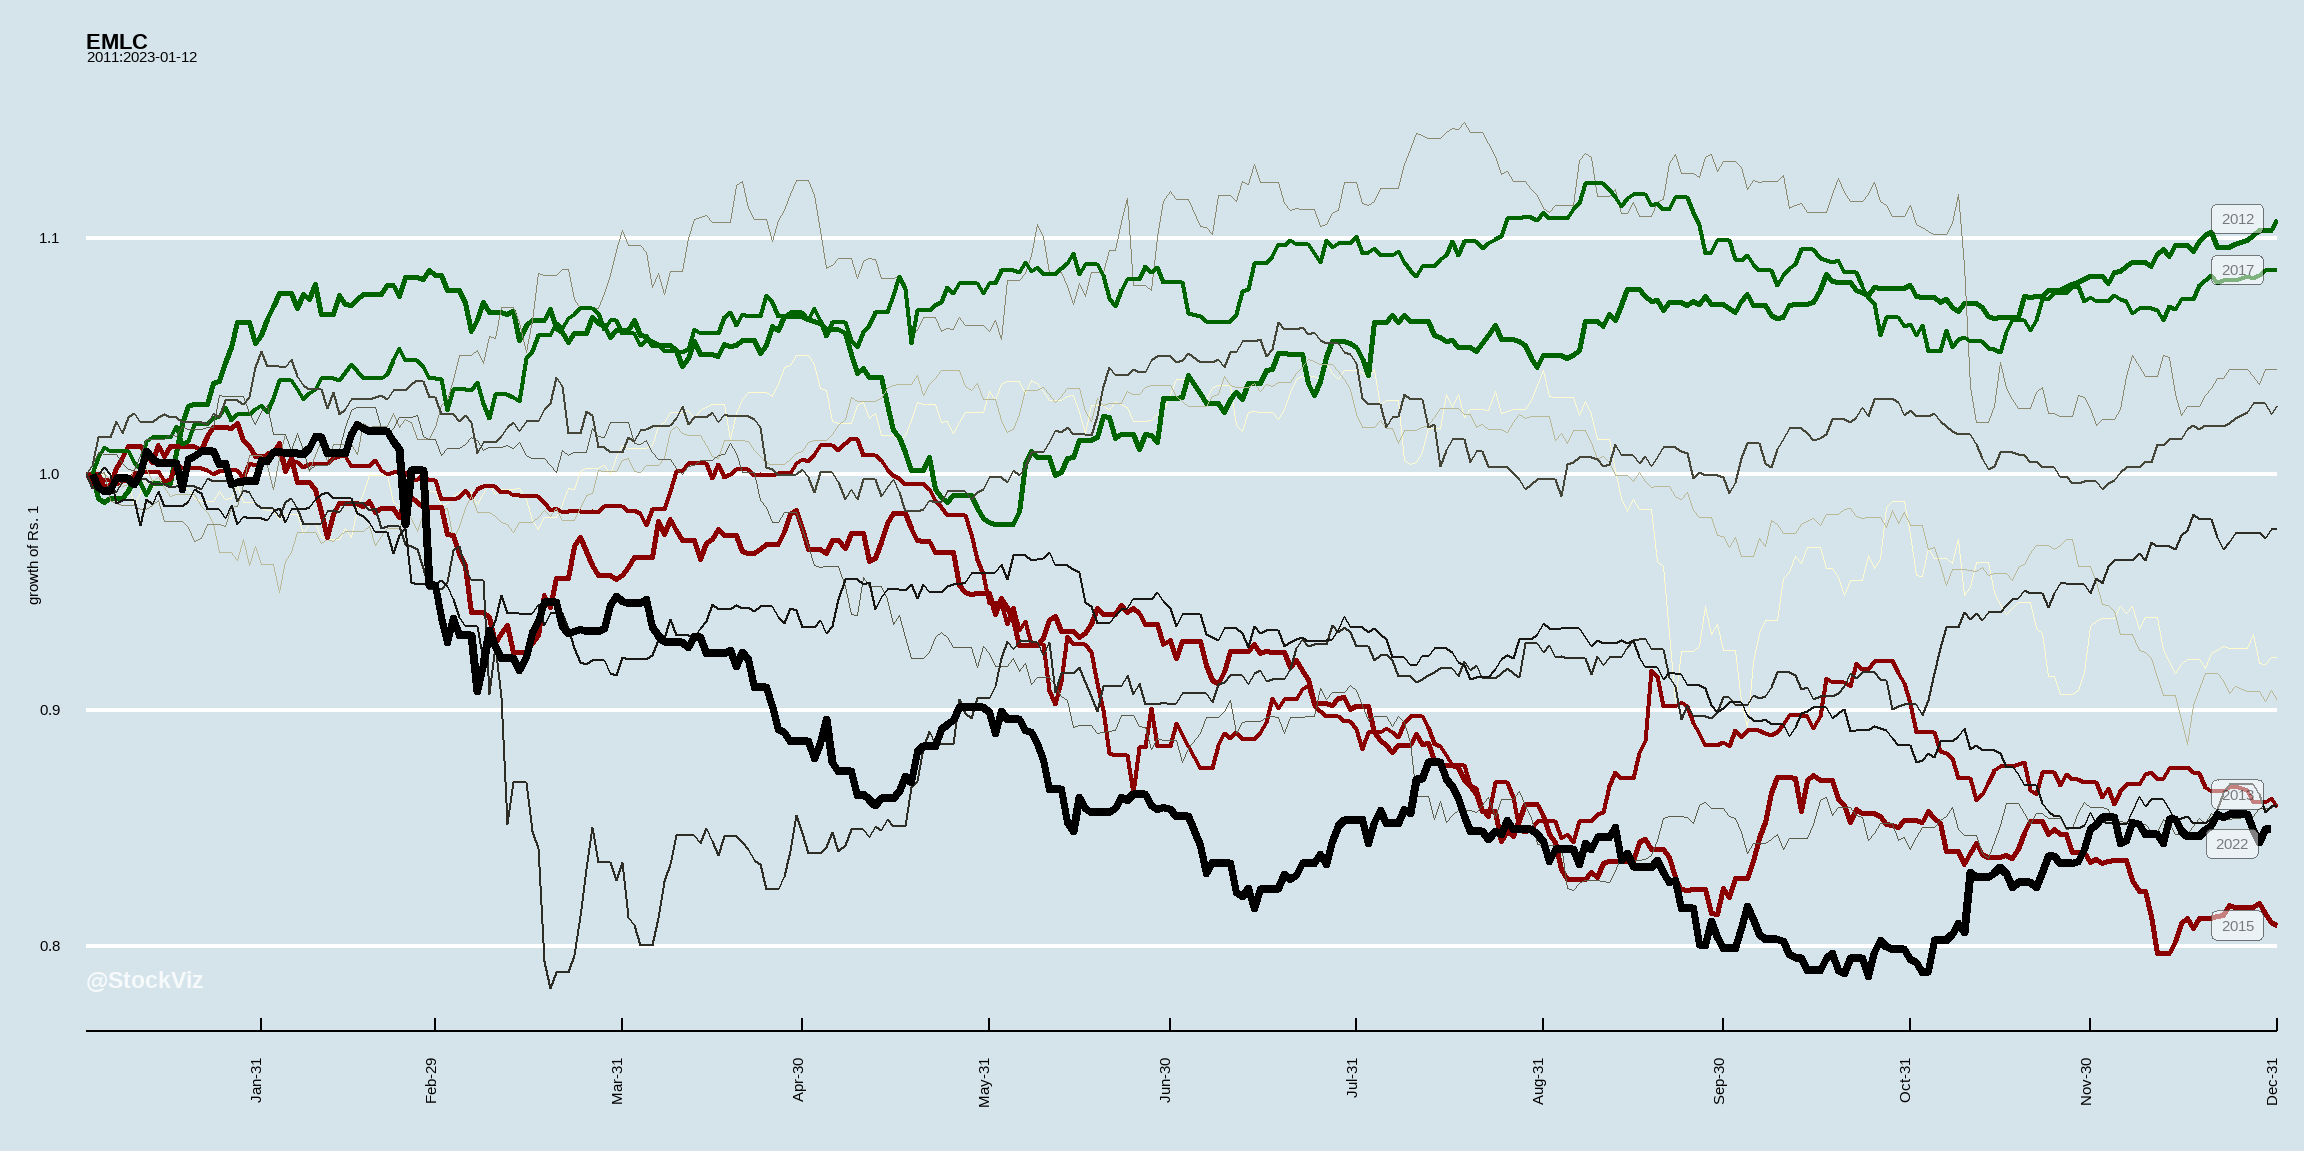 EMLC
2011:2023-01-12
growth of Rs. 1
1.1
1.0
0.9
0.8
2012
2017
2013
2022
2015
@StockViz
Jan-31
Feb-29
Mar-31
Apr-30
May-31
Jun-30
Jul-31
Aug-31
Sep-30
Oct-31
Nov-30
Dec-31